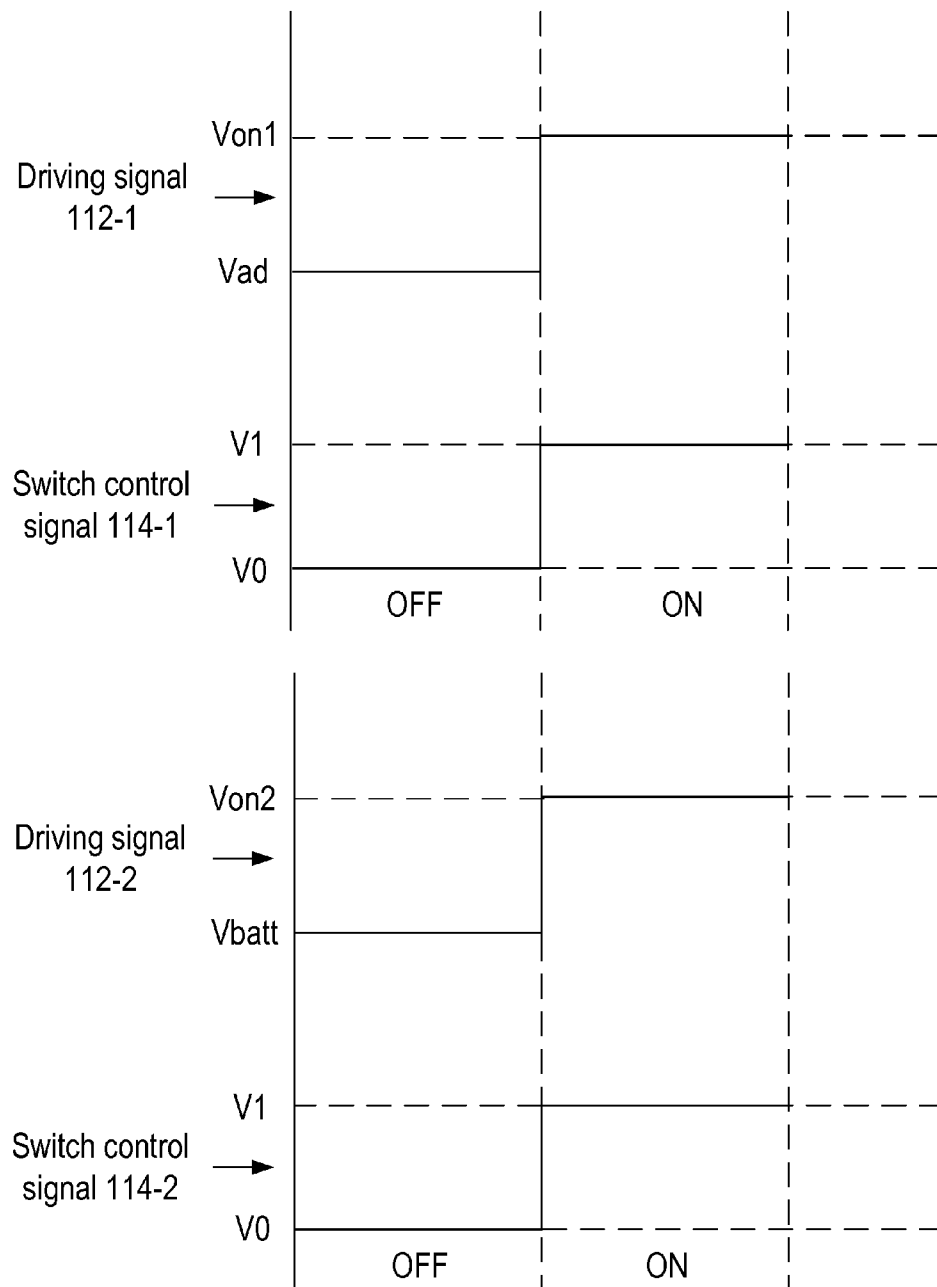 Von1
Driving signal
112-1
Vad
V1
Switch control
signal 114-1
V0
OFF ON
Von2
Driving signal
112-2
Vbatt
V1
Switch control
signal 114-2
V0
OFF ON